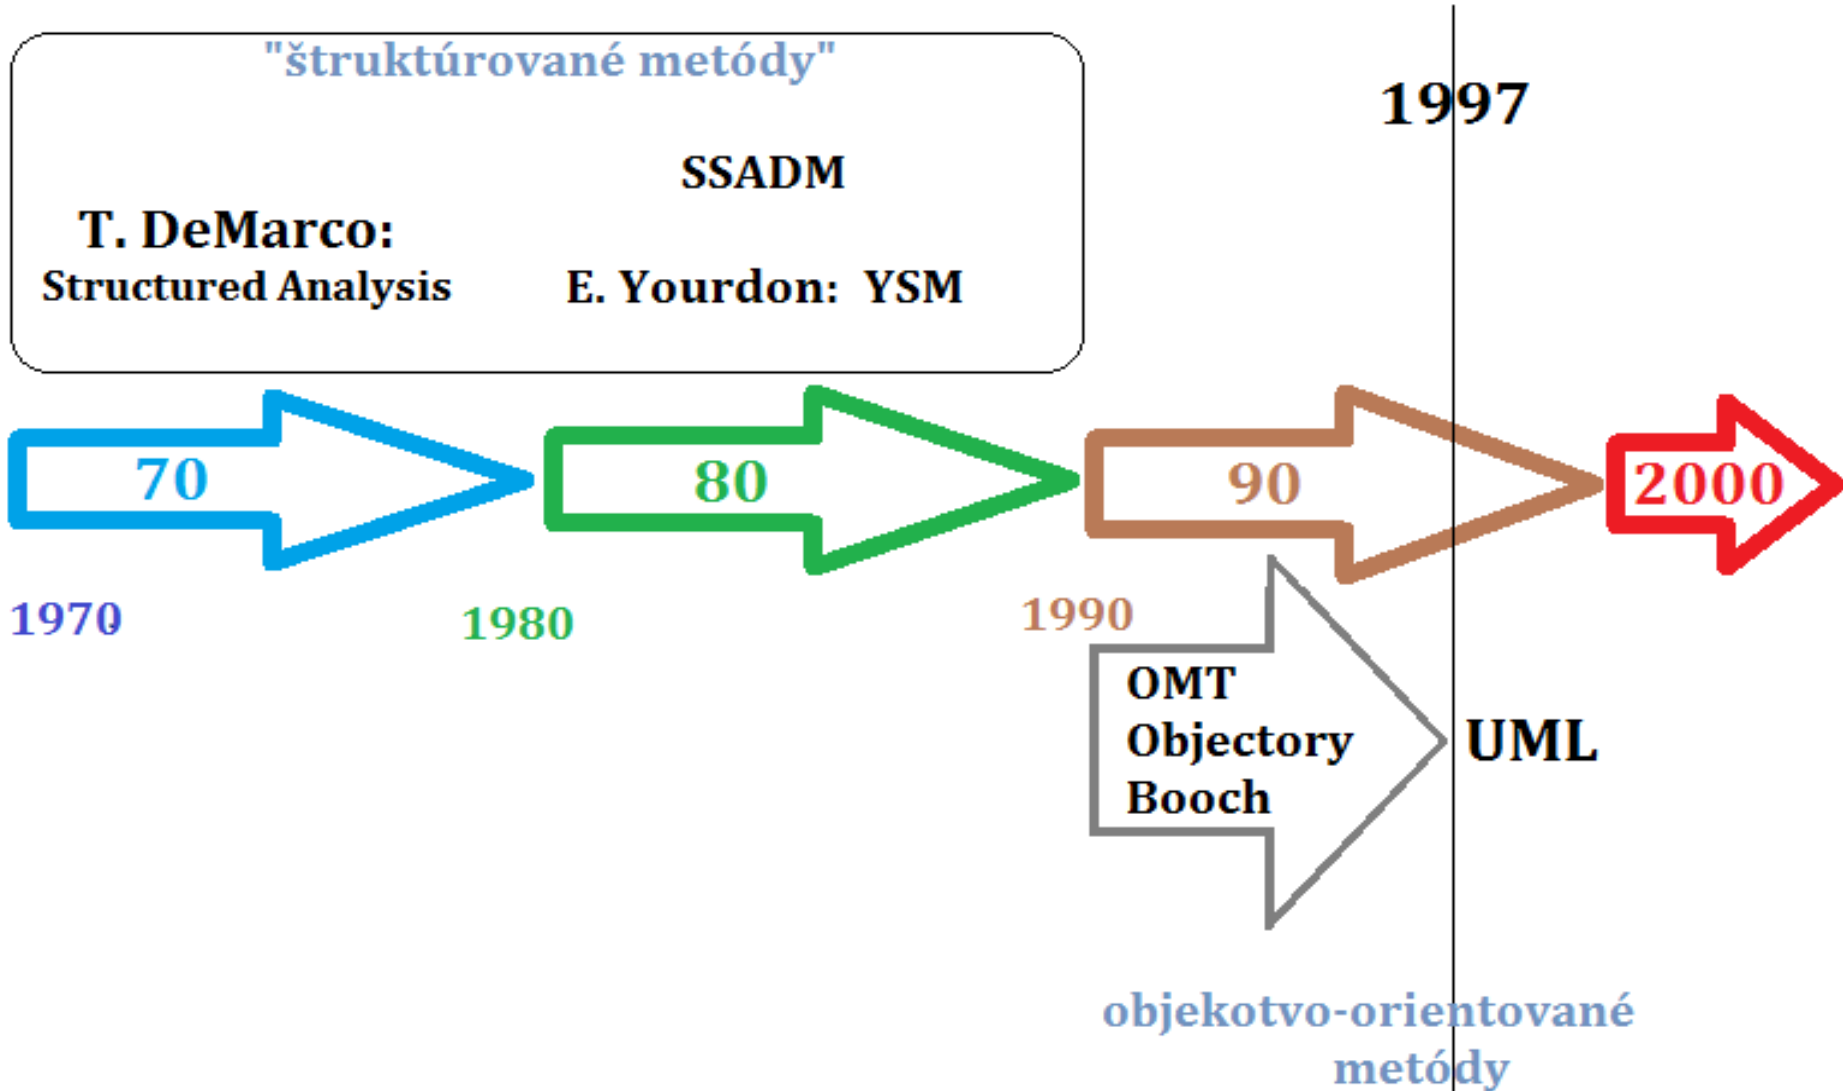 "štruktúrované metódy"
1997
SSADM
T. DeMarco:
Structured Analysis
E. Yourdon: YSM
70
80
90
2000
1970
1980
1990
OMT
Objectory
Booch
UML
objekotvo-orientované
metódy